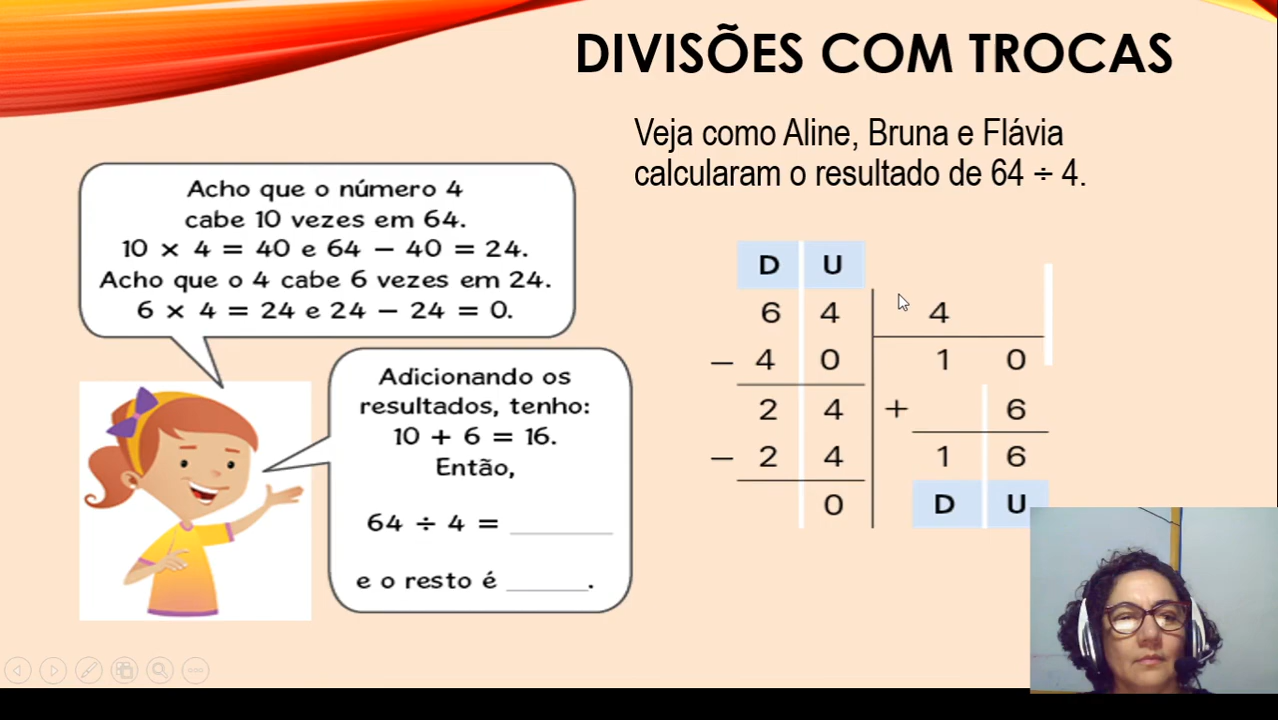 DIVISÕES COM TROCAS
Veja como Aline, Bruna e Flávia
calcularam o resultado de 64 ÷ 4.
Acho que o número 4
cabe 10 vezes em 64.
10 × 4 = 40 e 64 − 40 = 24.
Acho que o 4 cabe 6 vezes em 24.
6 × 4 = 24 e 24 − 24 = 0.
Adicionando os
resultados, tenho:
10 + 6 = 16.
Então,
64 ÷ 4 = ________
e o resto é ______.
D U
6 4 4
− 4 0 1 0
2 4 + 6
− 2 4 1 6
0 D U